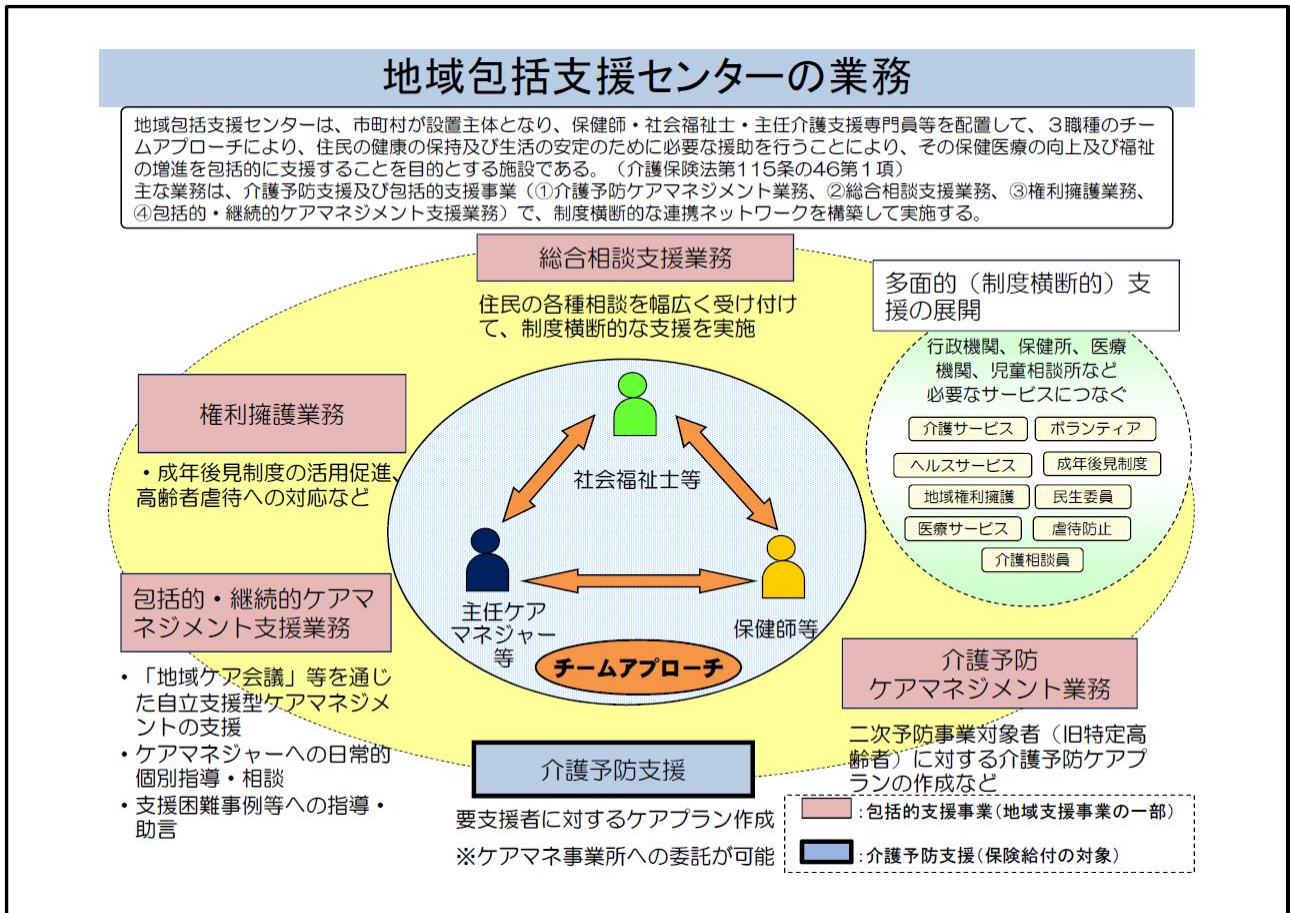 地域包括支援センターの業務
地域包括支援センターは、市町村が設置主体となり、保健師・社会福祉士・主任介護支援専門員等を配置して、３職種のチー
ムアプローチにより、住民の健康の保持及び生活の安定のために必要な援助を行うことにより、その保健医療の向上及び福祉
の増進を包括的に支援することを目的とする施設である。（介護保険法第115条の46第１項）
主な業務は、介護予防支援及び包括的支援事業（①介護予防ケアマネジメント業務、②総合相談支援業務、③権利擁護業務、
④包括的・継続的ケアマネジメント支援業務）で、制度横断的な連携ネットワークを構築して実施する。
総合相談支援業務
住民の各種相談を幅広く受け付け
て、制度横断的な支援を実施
多面的（制度横断的）支
援の展開
行政機関、保健所、医療
機関、児童相談所など
必要なサービスにつなぐ
介護サービス
ボランティア
ヘルスサービス
成年後見制度
地域権利擁護
民生委員
医療サービス
虐待防止
介護相談員
権利擁護業務
・成年後見制度の活用促進、
高齢者虐待への対応など
社会福祉士等
主任ケア
マネジャー
等
保健師等
チームアプローチ
包括的・継続的ケアマ
ネジメント支援業務
・「地域ケア会議」等を通じ
た自立支援型ケアマネジメ
ントの支援
・ケアマネジャーへの日常的
個別指導・相談
・支援困難事例等への指導・
助言
介護予防
ケアマネジメント業務
二次予防事業対象者（旧特定高
齢者）に対する介護予防ケアプ
ランの作成など
介護予防支援
要支援者に対するケアプラン作成
※ケアマネ事業所への委託が可能
：包括的支援事業（地域支援事業の一部）
：介護予防支援（保険給付の対象）